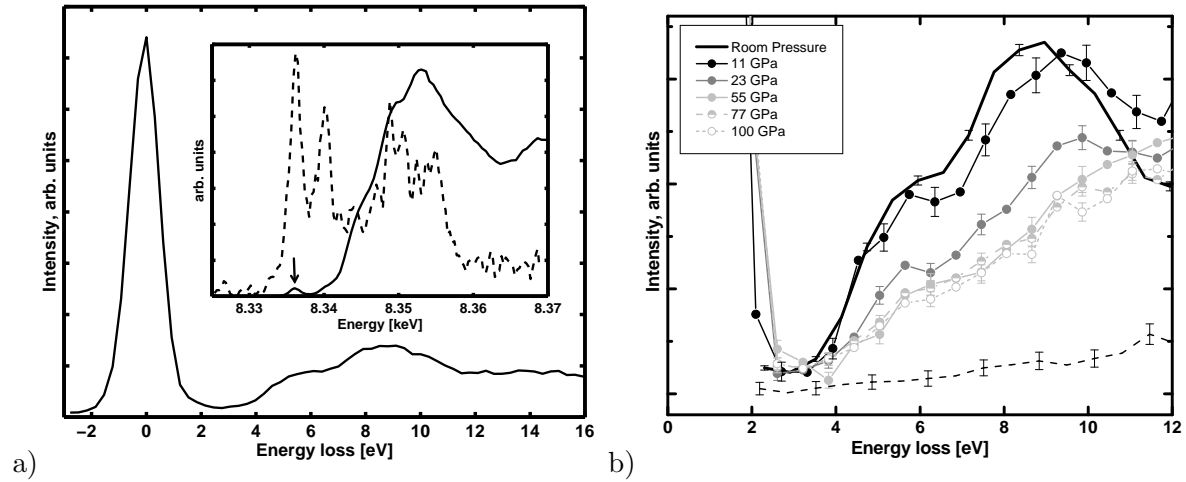 Intensity, arb. units
arb. units
8.33 8.34 8.35 8.36 8.37
Energy [keV]
−2 0 2 4 6 8 10 12 14 16
Energy loss [eV]
a)
Intensity, arb. units
Room Pressure
11 GPa
23 GPa
55 GPa
77 GPa
100 GPa
0 2 4 6 8 10 12
Energy loss [eV]
b)